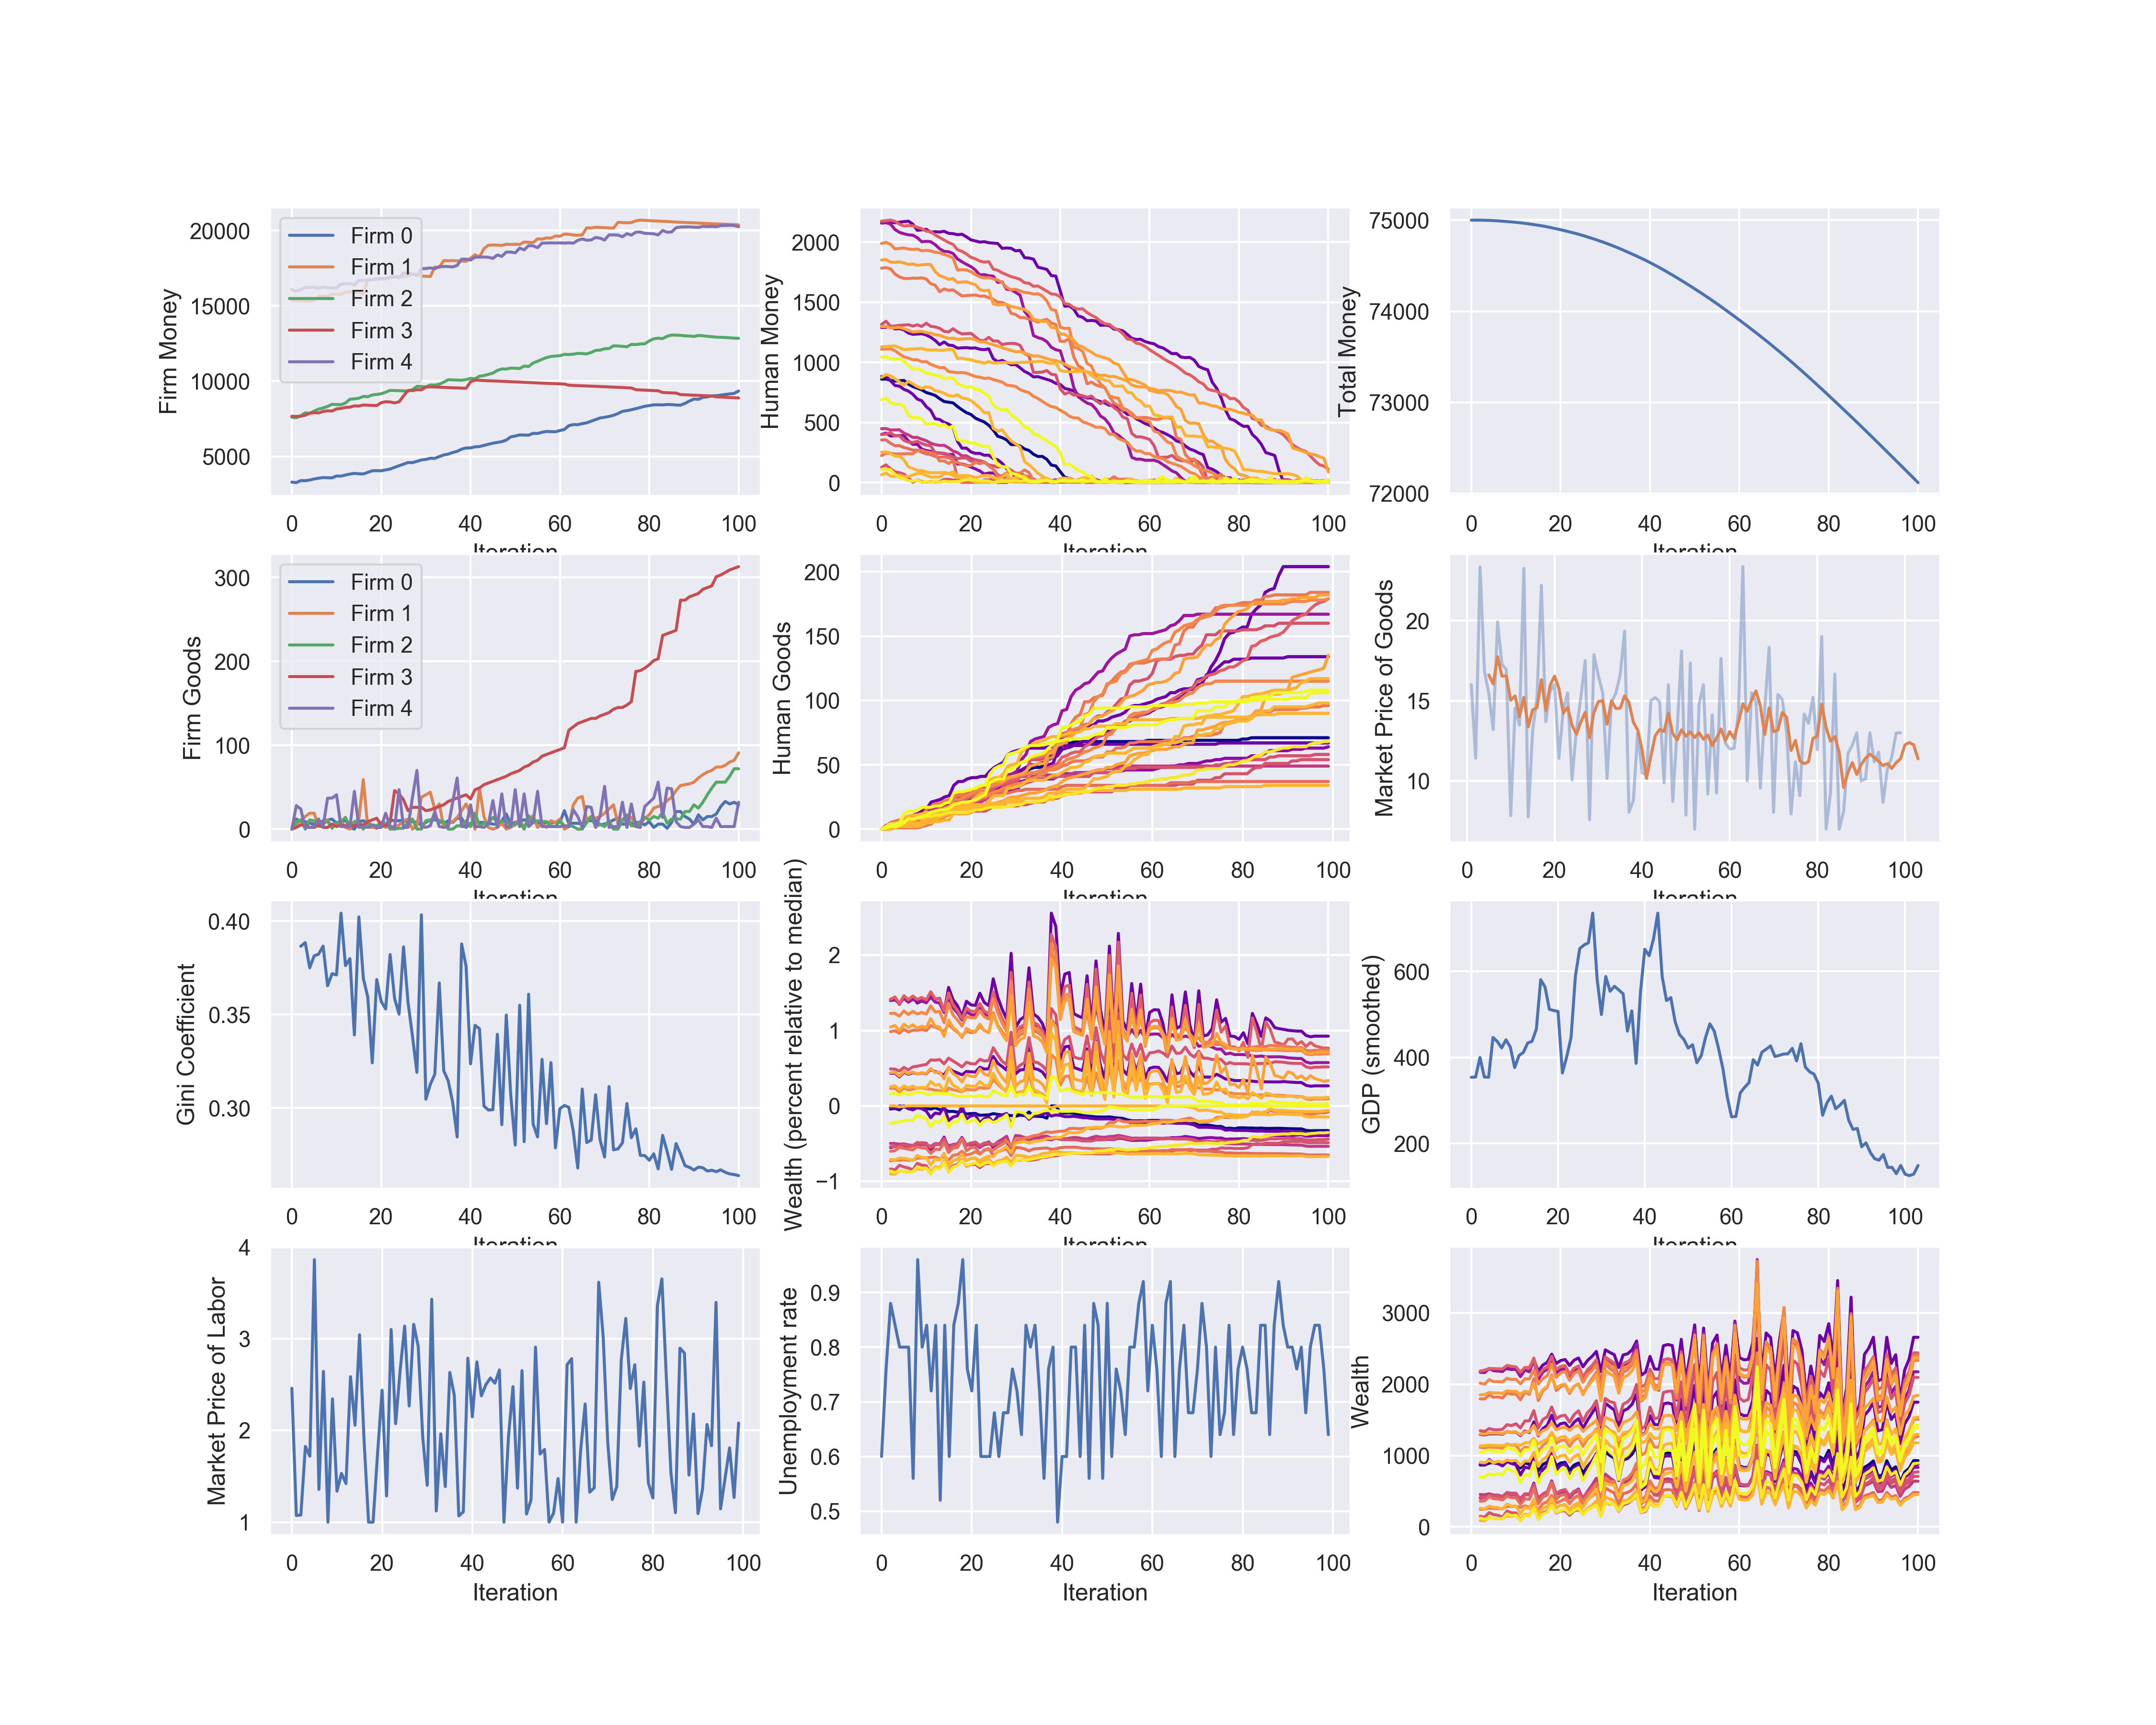 Firm Money
20000
15000
10000
5000
Firm 0
Firm 1
Firm 2
Firm 3
Firm 4
0 20 40 60 80 100
Iteration
Human Money
2000
1500
1000
500
0
0 20 40 60 80 100
Iteration
Total Money
75000
74000
73000
72000
0 20 40 60 80 100
Iteration
Firm Goods
300
200
100
0
Firm 0
Firm 1
Firm 2
Firm 3
Firm 4
0 20 40 60 80 100
Iteration
Human Goods
200
150
100
50
0
0 20 40 60 80 100
Iteration
Market Price of Goods
20
15
10
0 20 40 60 80 100
Iteration
Gini Coefficient
0.40
0.35
0.30
0 20 40 60 80 100
Iteration
Wealth (percent relative to median)
2
1
0
−1
0 20 40 60 80 100
Iteration
GDP (smoothed)
600
400
200
0 20 40 60 80 100
Iteration
Market Price of Labor
4
3
2
1
0 20 40 60 80 100
Iteration
Unemployment rate
0.9
0.8
0.7
0.6
0.5
0 20 40 60 80 100
Iteration
Wealth
3000
2000
1000
0
0 20 40 60 80 100
Iteration